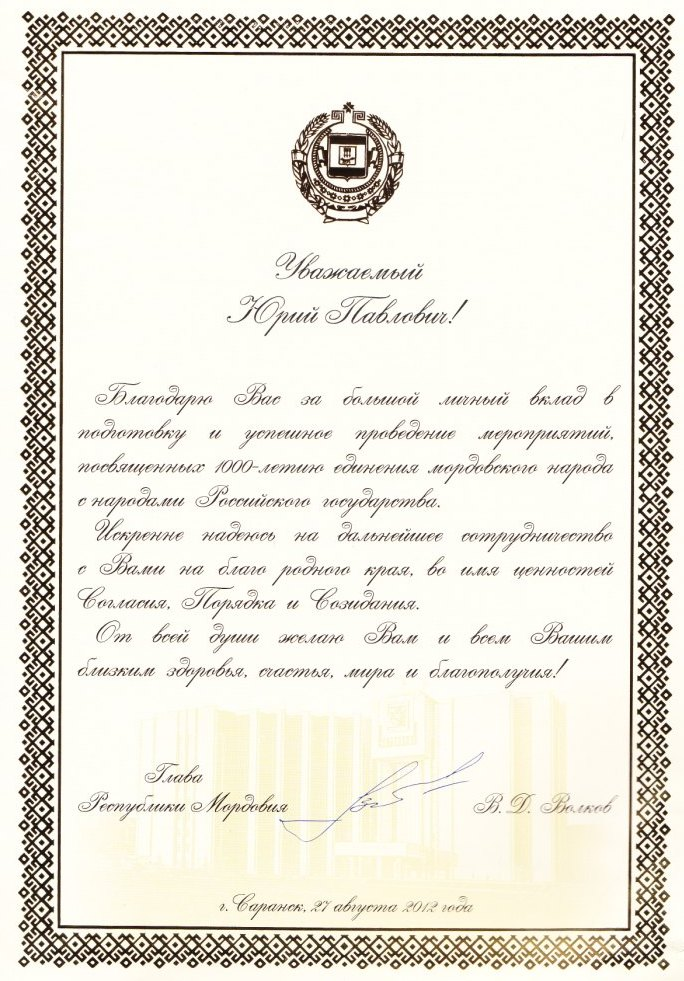 Уважаемый
Юрий Павлович!
Благодарю Вас за большой личный вклад в
подготовку и успешное проведение мероприятий,
посвященных 1000-летию единения мордовского народа
с народами Российского государства.
Искренне надеюсь на дальнейшее сотрудничество
с Вами на благо родного края, во имя ценностей
Согласия, Порядка и Созидания.
От всей души желаю Вам и всем Вашим
близким здоровья, счастья, мира и благополучия!
Глава
Республики Мордовия
В. Д. Волков
г. Саранск, 27 августа 2012 года